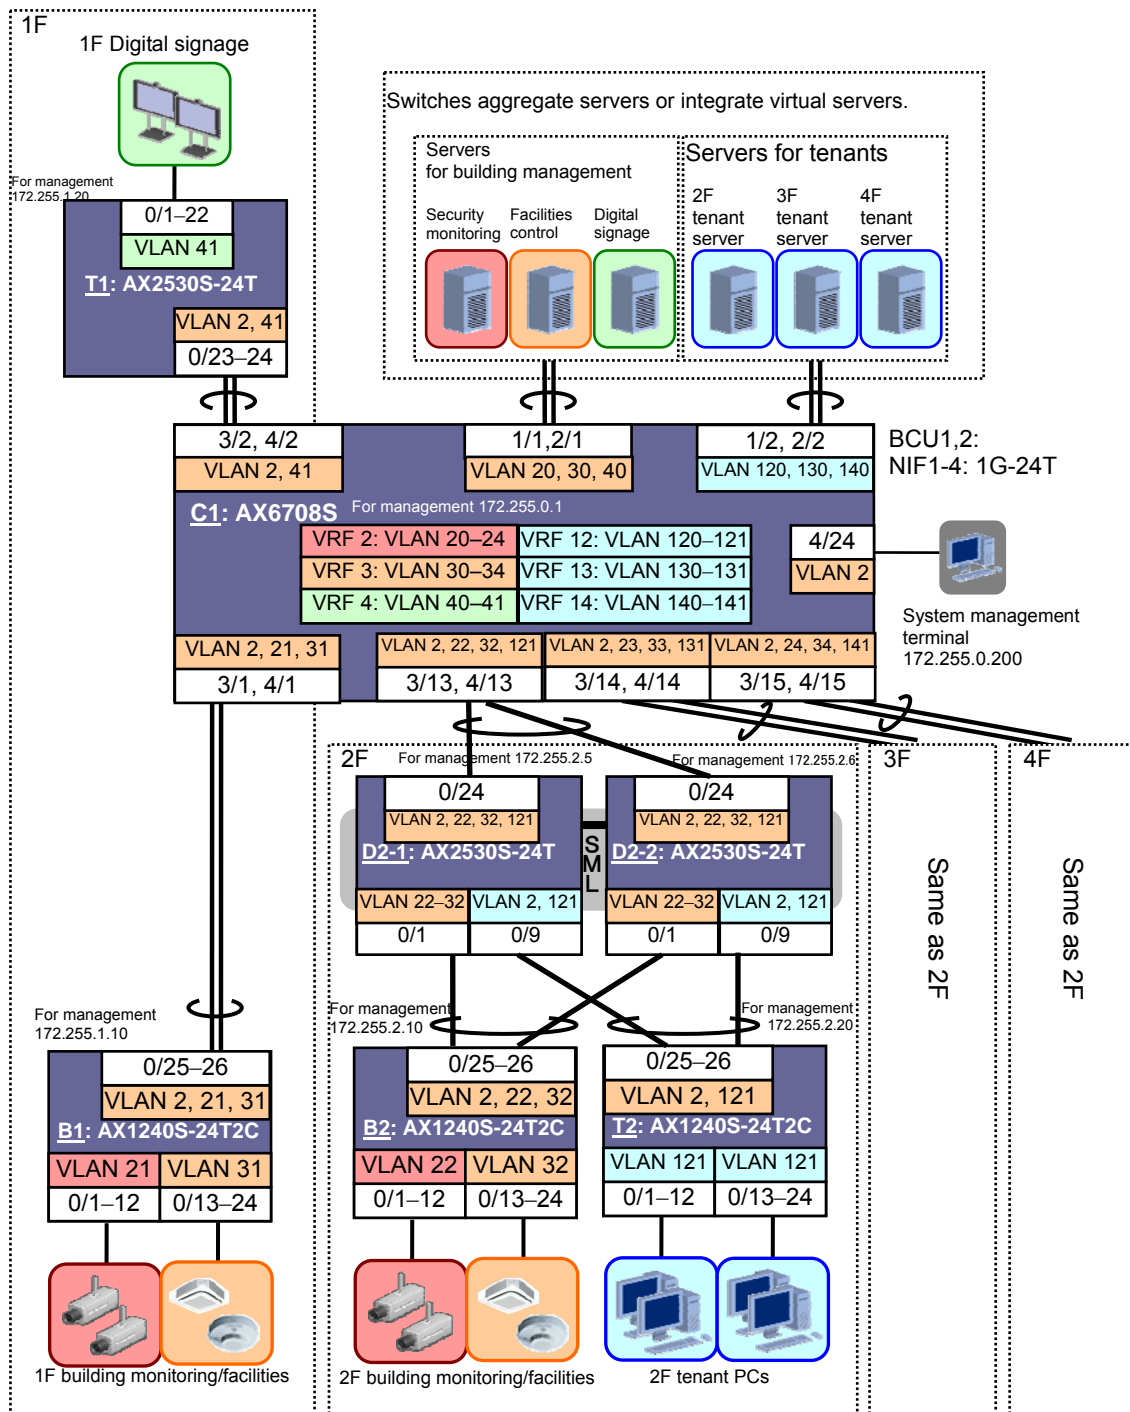 1F
1F Digital signage
For management
172.255.1.20
0/1–22
VLAN 41
T1: AX2530S-24T
VLAN 2, 41
0/23–24
Switches aggregate servers or integrate virtual servers.
Servers
for building management
Security
monitoring
Facilities
control
Digital
signage
Servers for tenants
2F
tenant
server
3F
tenant
server
4F
tenant
server
3/2, 4/2
VLAN 2, 41
1/1,2/1
VLAN 20, 30, 40
1/2, 2/2
VLAN 120, 130, 140
BCU1,2:
NIF1-4: 1G-24T
C1: AX6708S
For management 172.255.0.1
VRF 2: VLAN 20–24
VRF 12: VLAN 120–121
VRF 3: VLAN 30–34
VRF 13: VLAN 130–131
VRF 4: VLAN 40–41
VRF 14: VLAN 140–141
4/24
VLAN 2
System management
terminal
172.255.0.200
VLAN 2, 21, 31
3/1, 4/1
VLAN 2, 22, 32, 121
3/13, 4/13
VLAN 2, 23, 33, 131
3/14, 4/14
VLAN 2, 24, 34, 141
3/15, 4/15
2F
For management 172.255.2.5
For management 172.255.2.6
3F
4F
0/24
VLAN 2, 22, 32, 121
D2-1: AX2530S-24T
VLAN 22–32
VLAN 2, 121
0/1
0/9
SML
0/24
VLAN 2, 22, 32, 121
D2-2: AX2530S-24T
VLAN 22–32
VLAN 2, 121
0/1
0/9
Same as 2F
Same as 2F
For management
172.255.1.10
0/25–26
VLAN 2, 21, 31
B1: AX1240S-24T2C
VLAN 21
VLAN 31
0/1–12
0/13–24
1F building monitoring/facilities
For management
172.255.2.10
0/25–26
VLAN 2, 22, 32
B2: AX1240S-24T2C
VLAN 22
VLAN 32
0/1–12
0/13–24
2F building monitoring/facilities
For management
172.255.2.20
0/25–26
VLAN 2, 121
T2: AX1240S-24T2C
VLAN 121
VLAN 121
0/1–12
0/13–24
2F tenant PCs